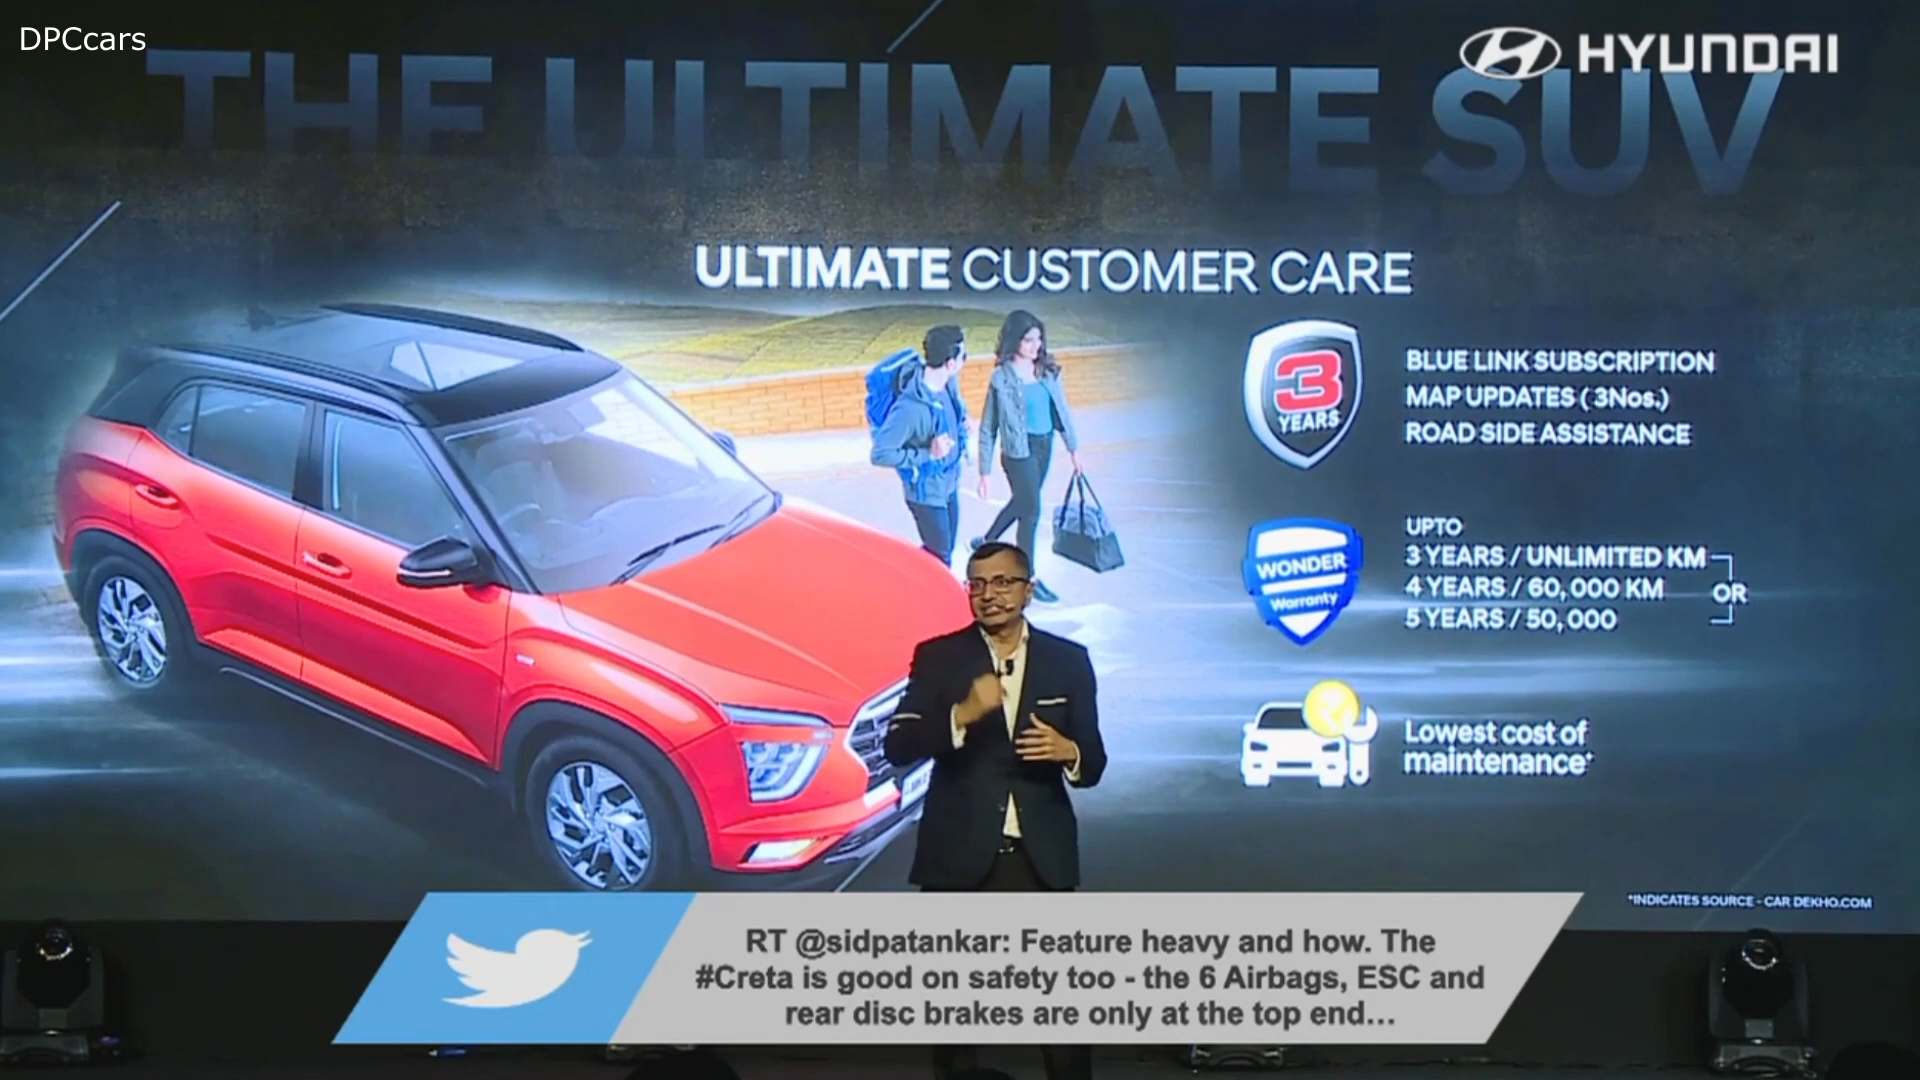 DPCcars
HYUNDAI
THE ULTIMATE SUV
ULTIMATE CUSTOMER CARE
3
YEARS
BLUE LINK SUBSCRIPTION
MAP UPDATES ( 3Nos.)
ROAD SIDE ASSISTANCE
WONDER
Warranty
UPTO
3 YEARS / UNLIMITED KM
4 YEARS / 60,000 KM
OR
5 YEARS / 50,000
Lowest cost of
maintenance*
*INDICATES SOURCE - CAR DEKHO.COM
RT @sidpatankar: Feature heavy and how. The
#Creta is good on safety too - the 6 Airbags, ESC and
rear disc brakes are only at the top end...